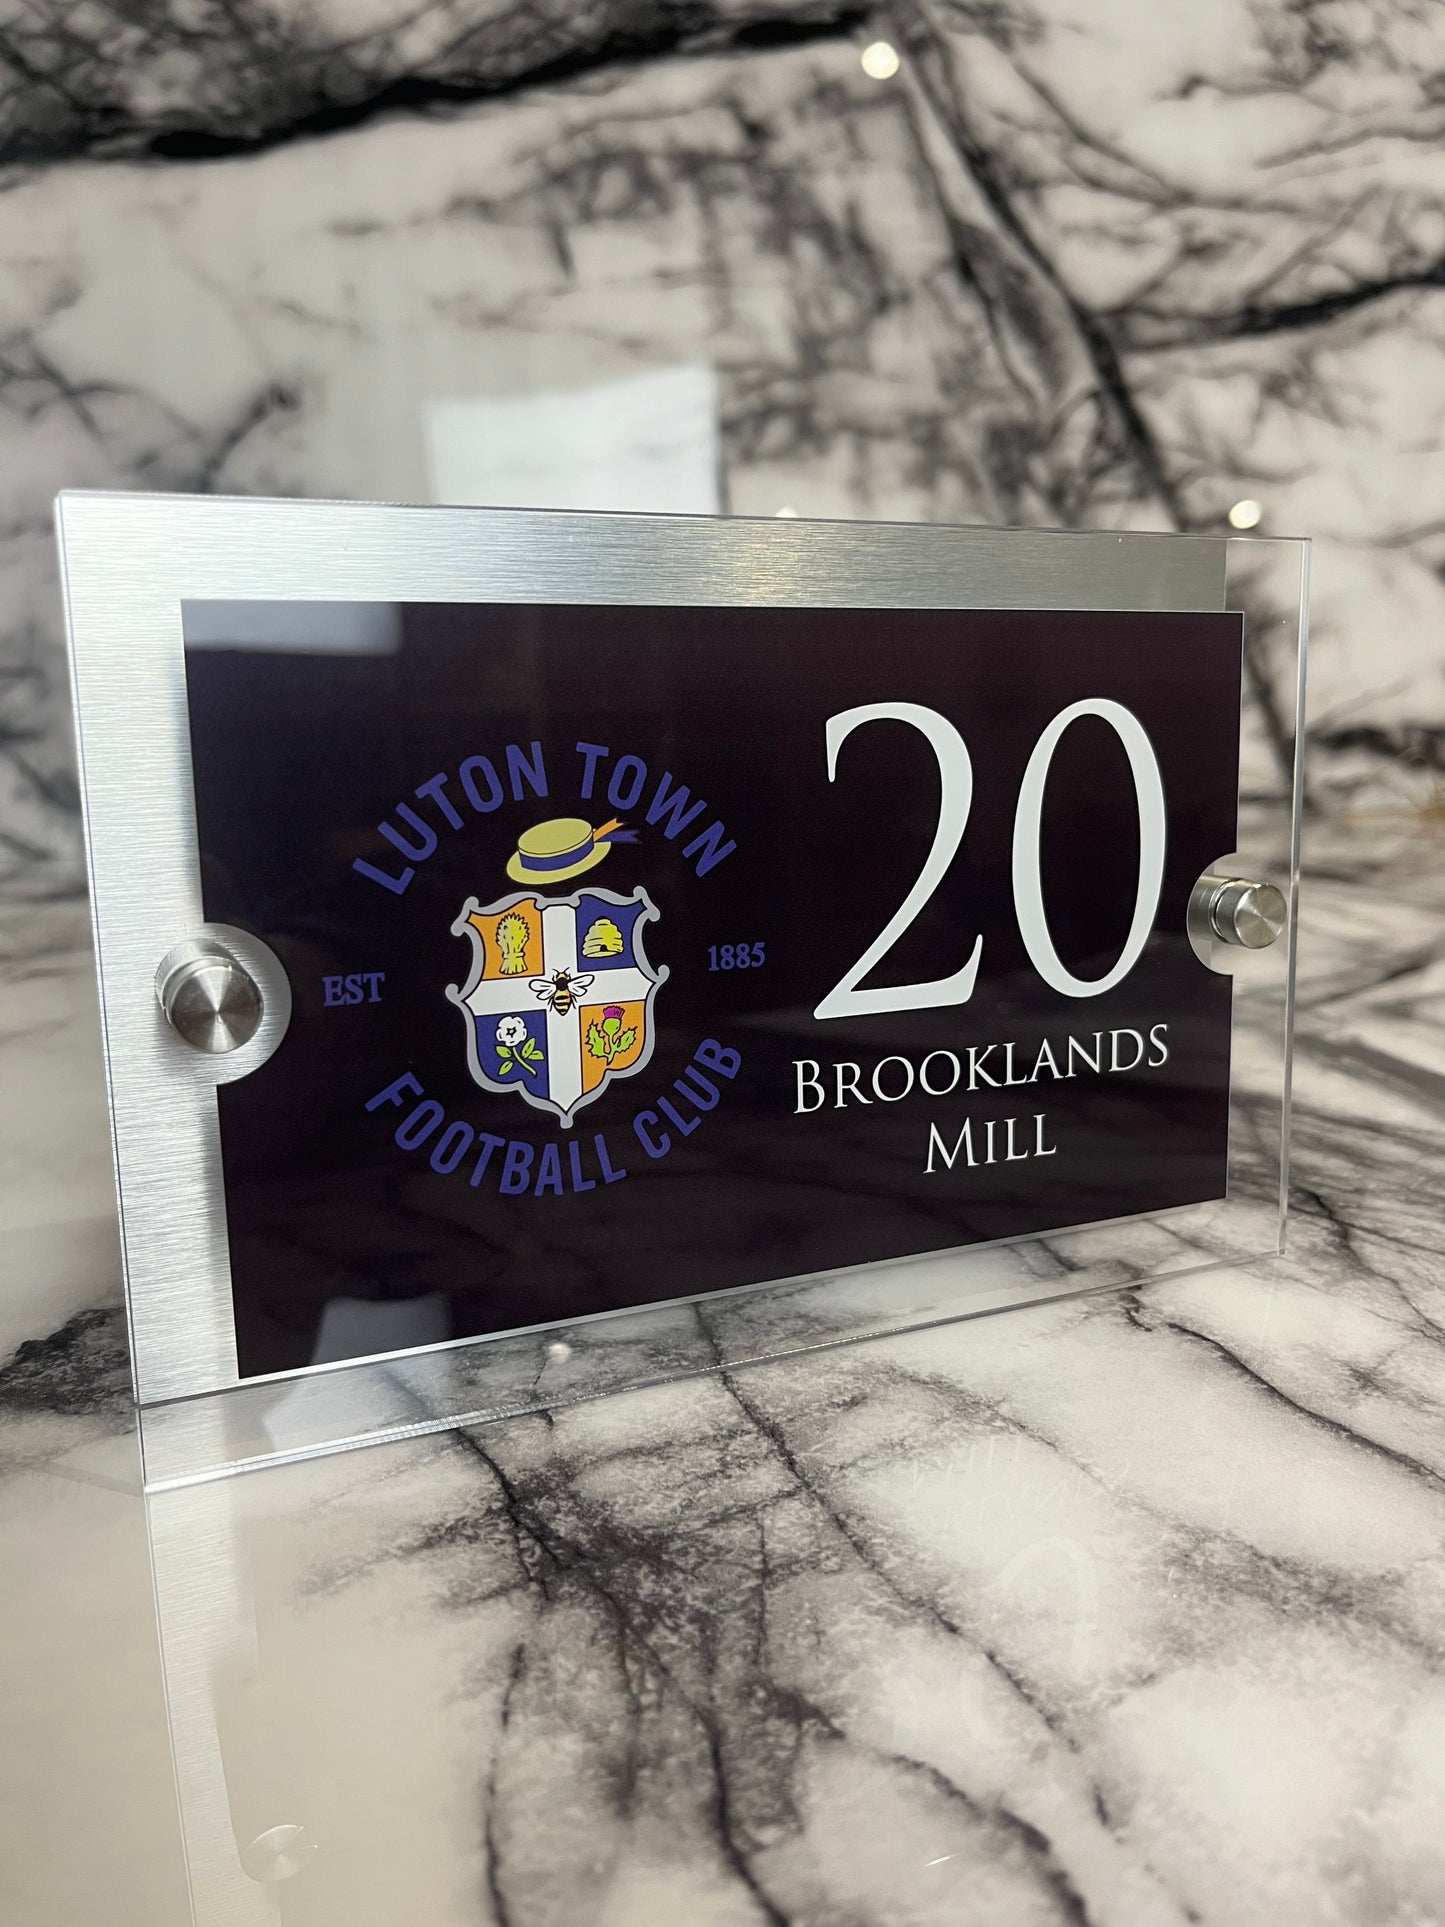 LUTON TOWN
EST
1885
FOOTBALL CLUB
20
BROOKLANDS
MILL